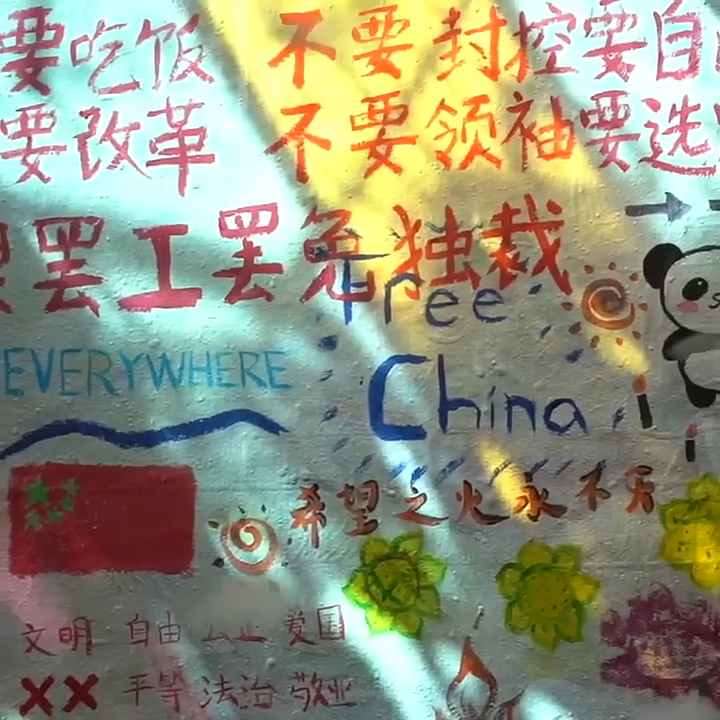 要吃饭 不要封控要自
要改革 不要领袖要选
罢工罢免独裁
Free
EVERYWHERE
China
希望之火永不灭
文明 自由 爱国
XX 平等 法治 敬业